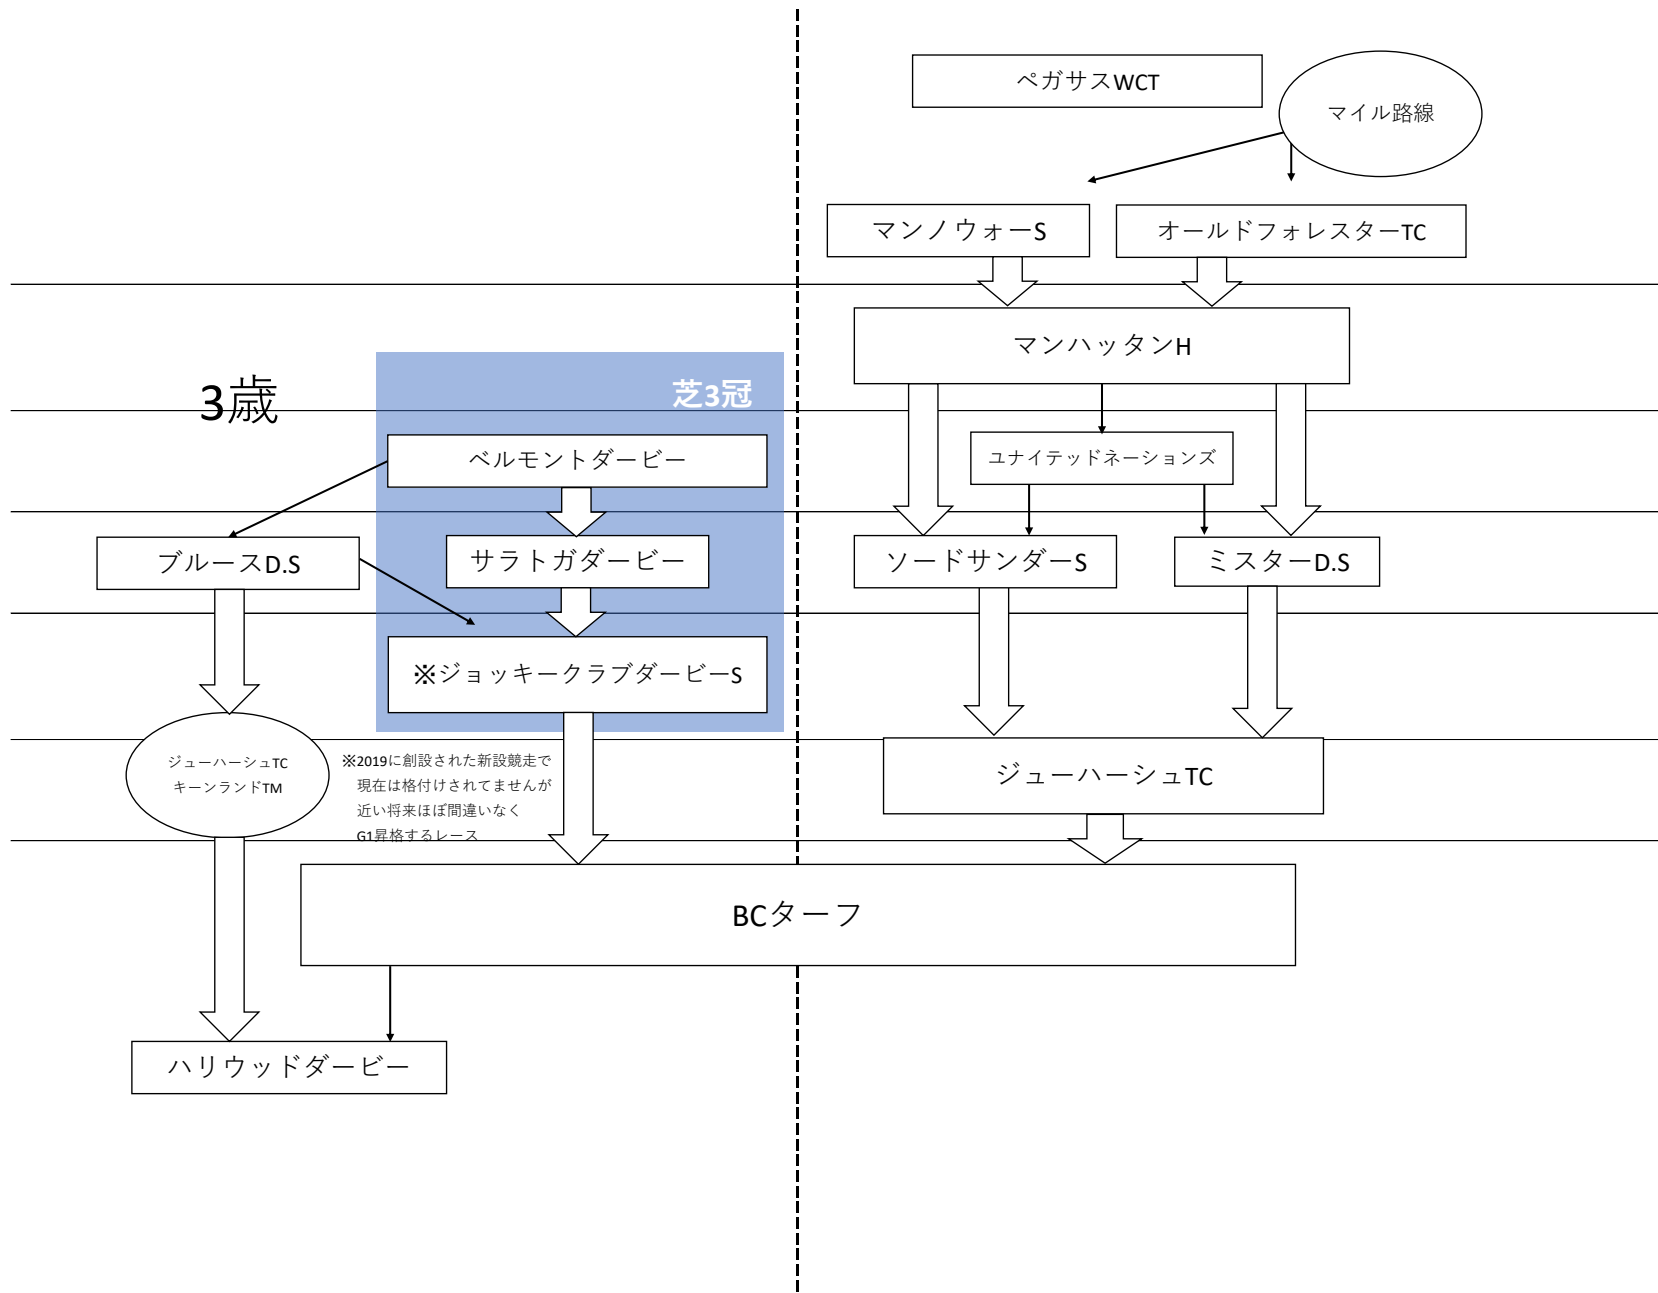 ペガサスWCT
マイル路線
マンノウォーS
オールドフォレスターTC
マンハッタンH
3歳
芝3冠
ベルモントダービー
ユナイテッドネーションズ
ブルースD.S
サラトガダービー
ソードサンダーS
ミスターD.S
※ジョッキークラブダービーS
ジューハーシュTC
キーンランドTM
※2019に創設された新設競走で
現在は格付けされてませんが
近い将来ほぼ間違いなく
G1昇格するレース
ジューハーシュTC
BCターフ
ハリウッドダービー